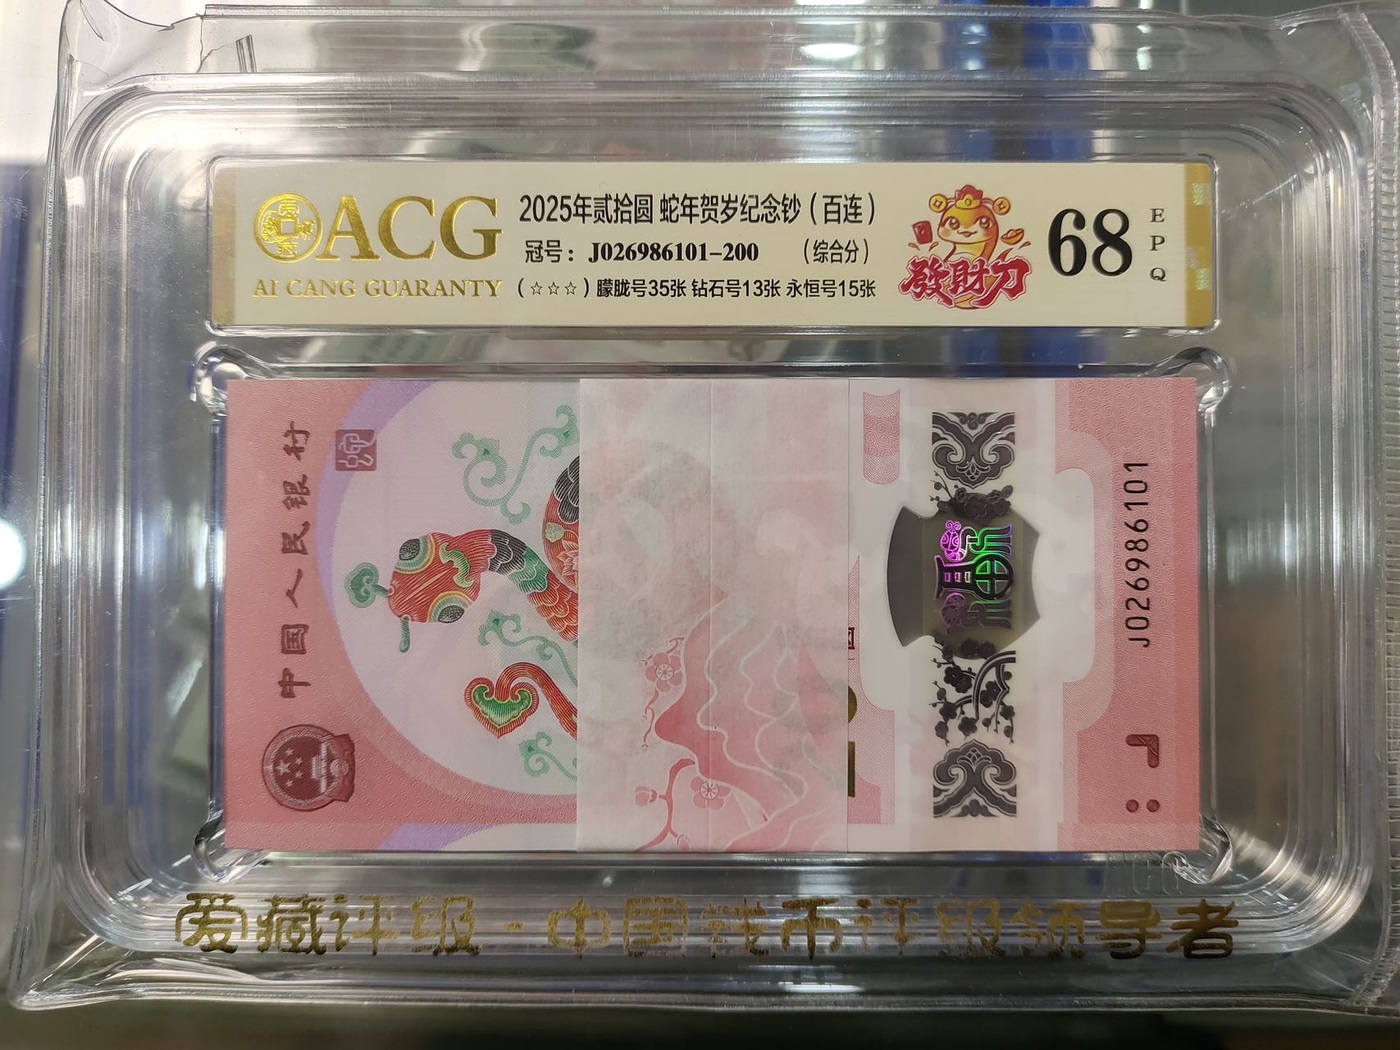 ACG
AI CANG GUARANTY
2025年贰拾圆 蛇年贺岁纪念钞（百连）
冠号：J026986101-200 （综合分）
（☆☆☆）朦胧号35张 钻石号13张 永恒号15张
發財刀
68
EPQ
中国人民银行
福
J026986101
爱藏评级·中国钱币评级领导者